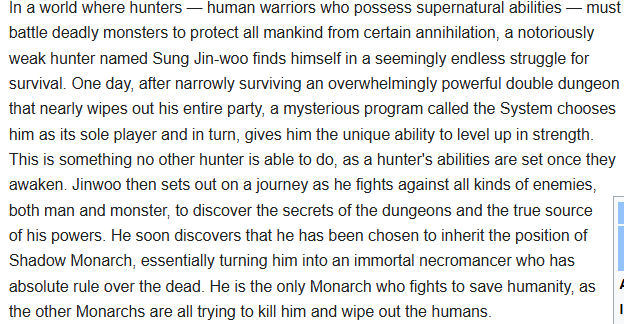 In a world where hunters — human warriors who possess supernatural abilities — must
battle deadly monsters to protect all mankind from certain annihilation, a notoriously
weak hunter named Sung Jin-woo finds himself in a seemingly endless struggle for
survival. One day, after narrowly surviving an overwhelmingly powerful double dungeon
that nearly wipes out his entire party, a mysterious program called the System chooses
him as its sole player and in turn, gives him the unique ability to level up in strength.
This is something no other hunter is able to do, as a hunter's abilities are set once they
awaken. Jinwoo then sets out on a journey as he fights against all kinds of enemies,
both man and monster, to discover the secrets of the dungeons and the true source
of his powers. He soon discovers that he has been chosen to inherit the position of
Shadow Monarch, essentially turning him into an immortal necromancer who has
absolute rule over the dead. He is the only Monarch who fights to save humanity, as
the other Monarchs are all trying to kill him and wipe out the humans.